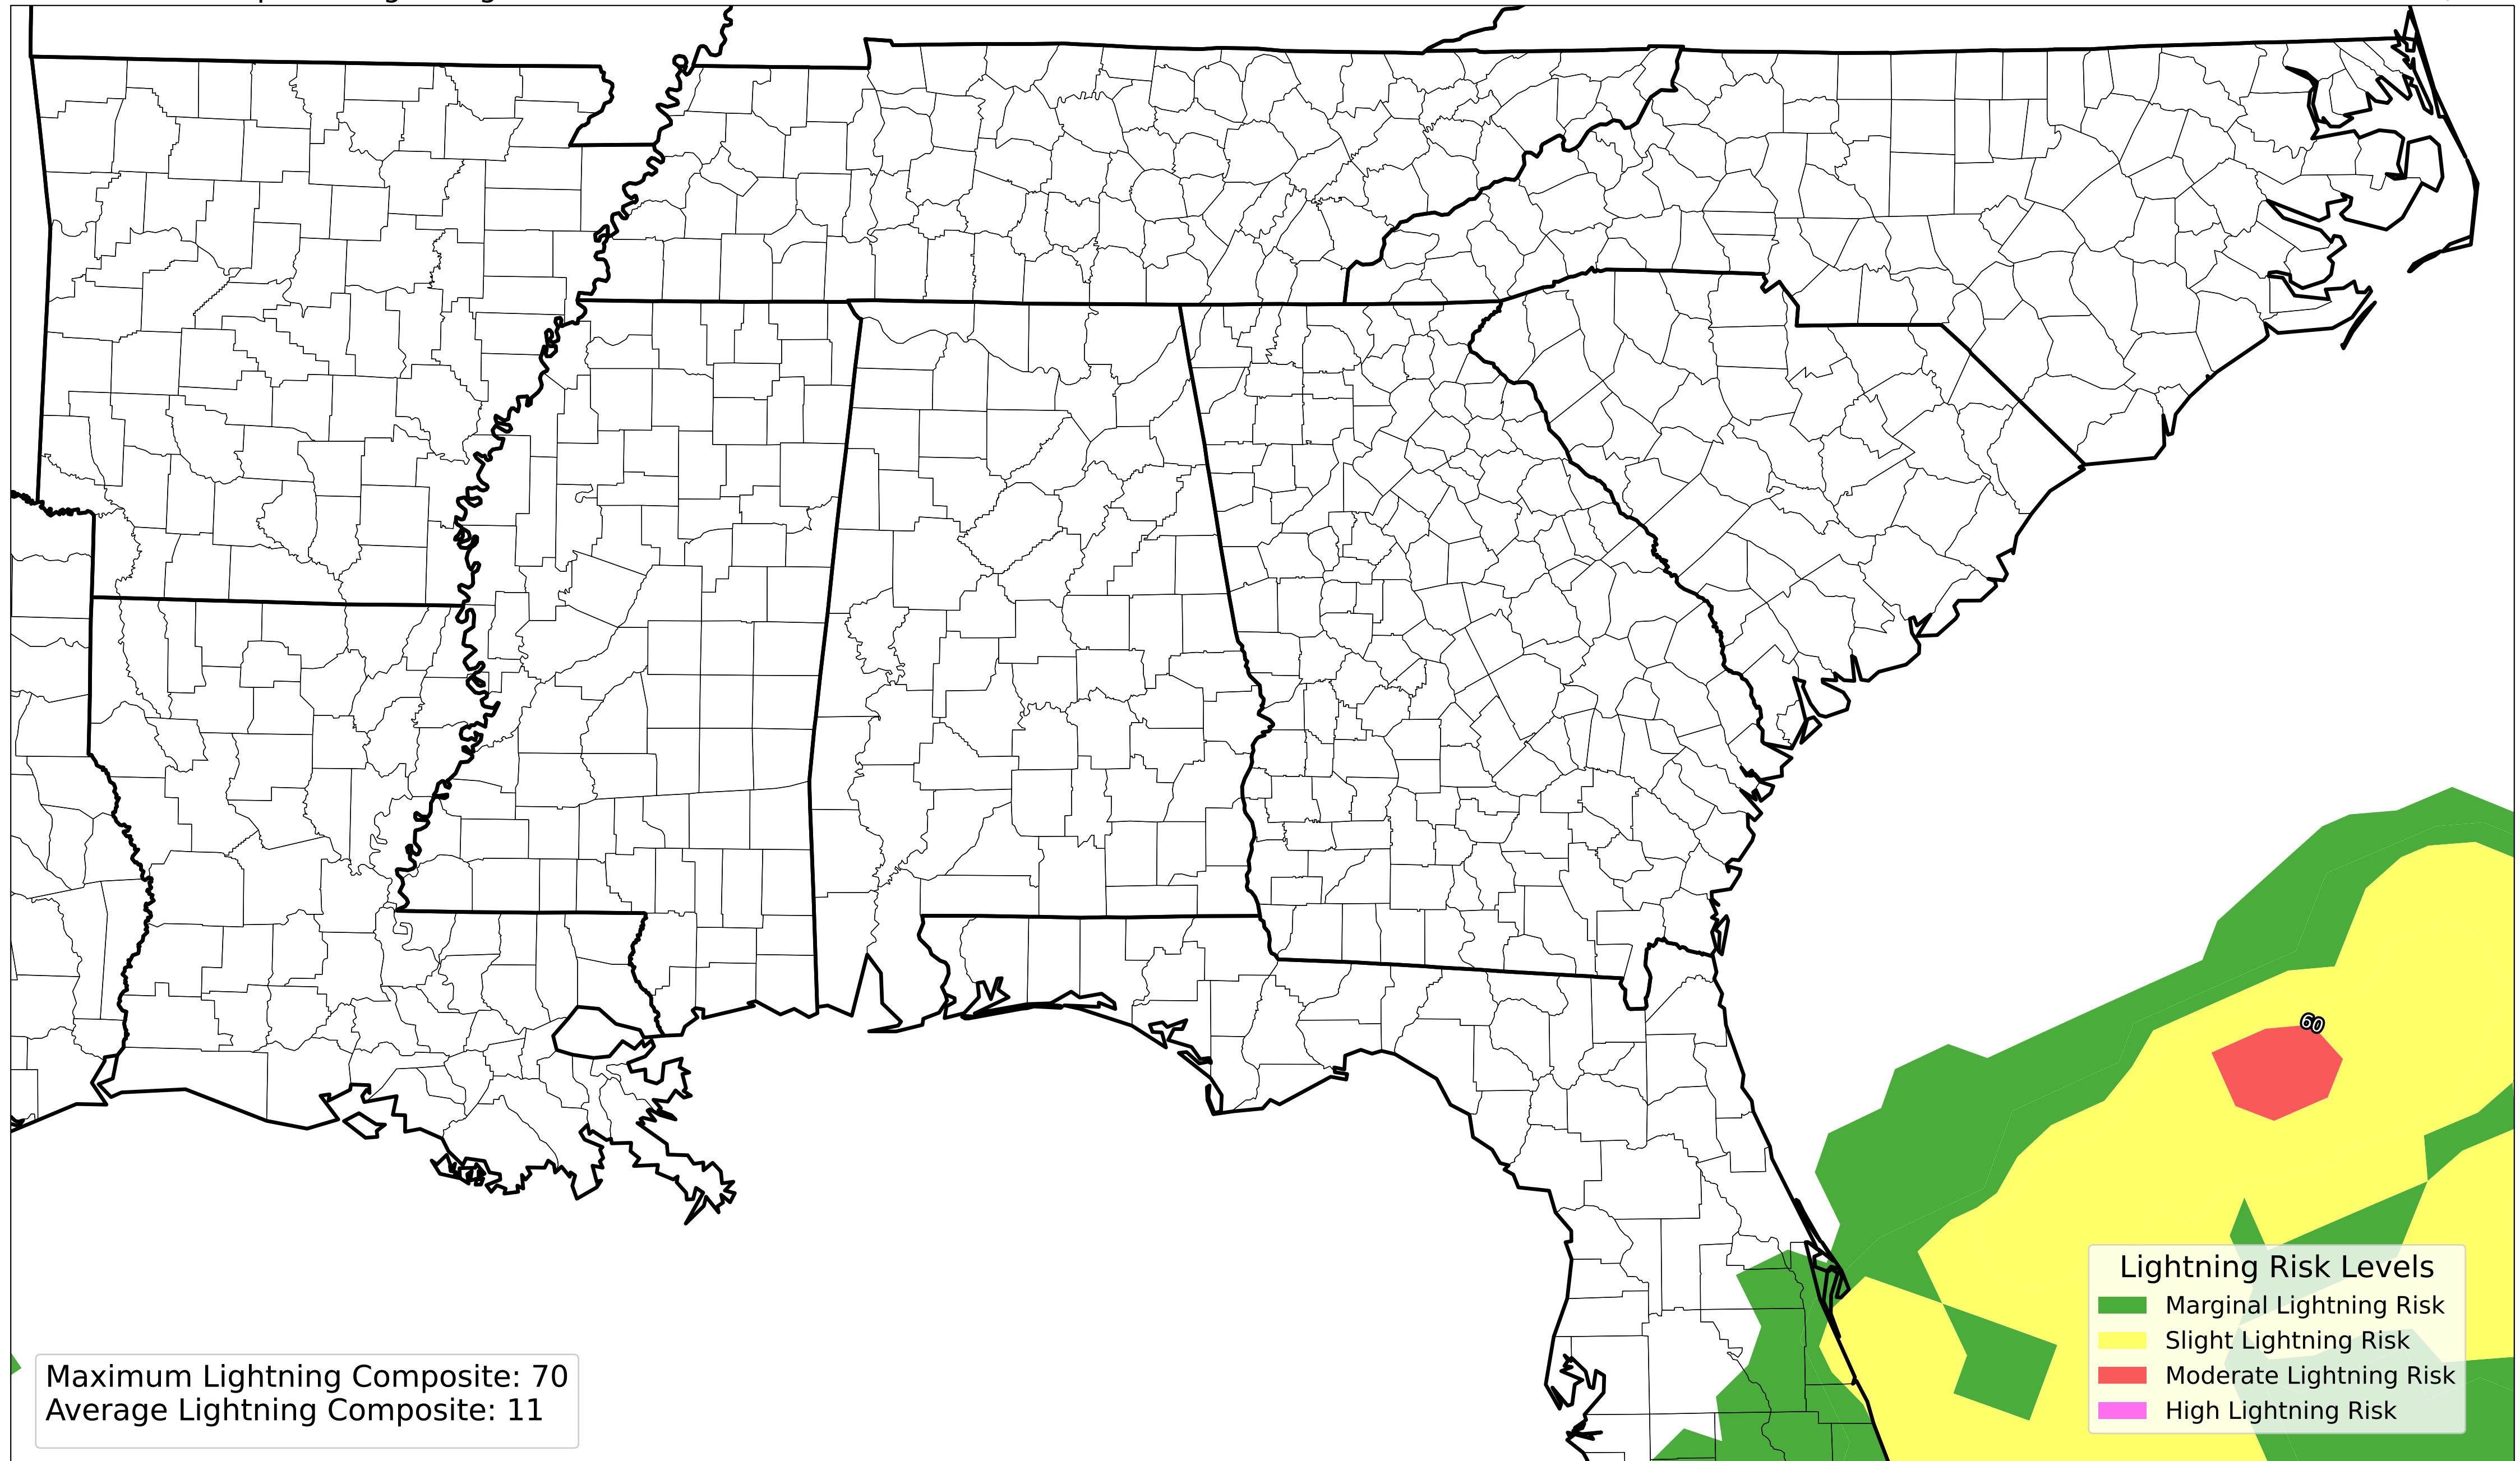 60
Lightning Risk Levels
Marginal Lightning Risk
Slight Lightning Risk
Moderate Lightning Risk
High Lightning Risk
Maximum Lightning Composite: 70
Average Lightning Composite: 11